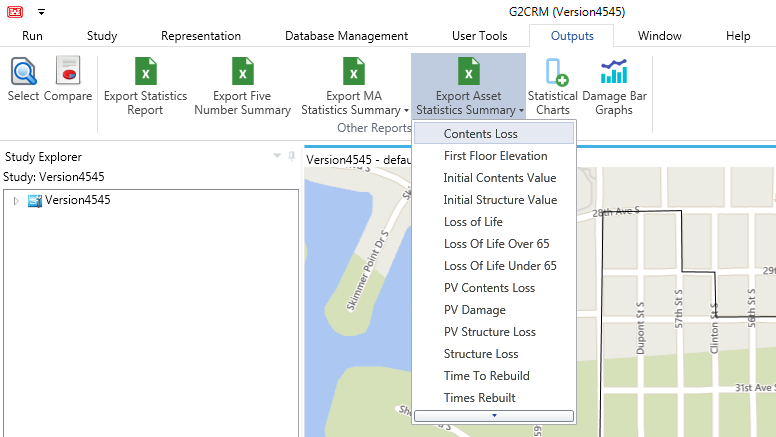 G2CRM (Version4545)
Run Study Representation Database Management User Tools Outputs Window Help
Select Compare Export Statistics Report Export Five Number Summary Export MA Statistics Summary Export Asset Statistics Summary Statistical Charts Damage Bar Graphs
Other Reports
Study Explorer
Study: Version4545
Version4545
Version4545 - defau
Contents Loss
First Floor Elevation
Initial Contents Value
Initial Structure Value
Loss of Life
Loss Of Life Over 65
Loss Of Life Under 65
PV Contents Loss
PV Damage
PV Structure Loss
Structure Loss
Time To Rebuild
Times Rebuilt
Skimmer Point Dr S
28th Ave S
29t
Dupont St S
57th St S
Clinton St S
56th St S
31st Ave S